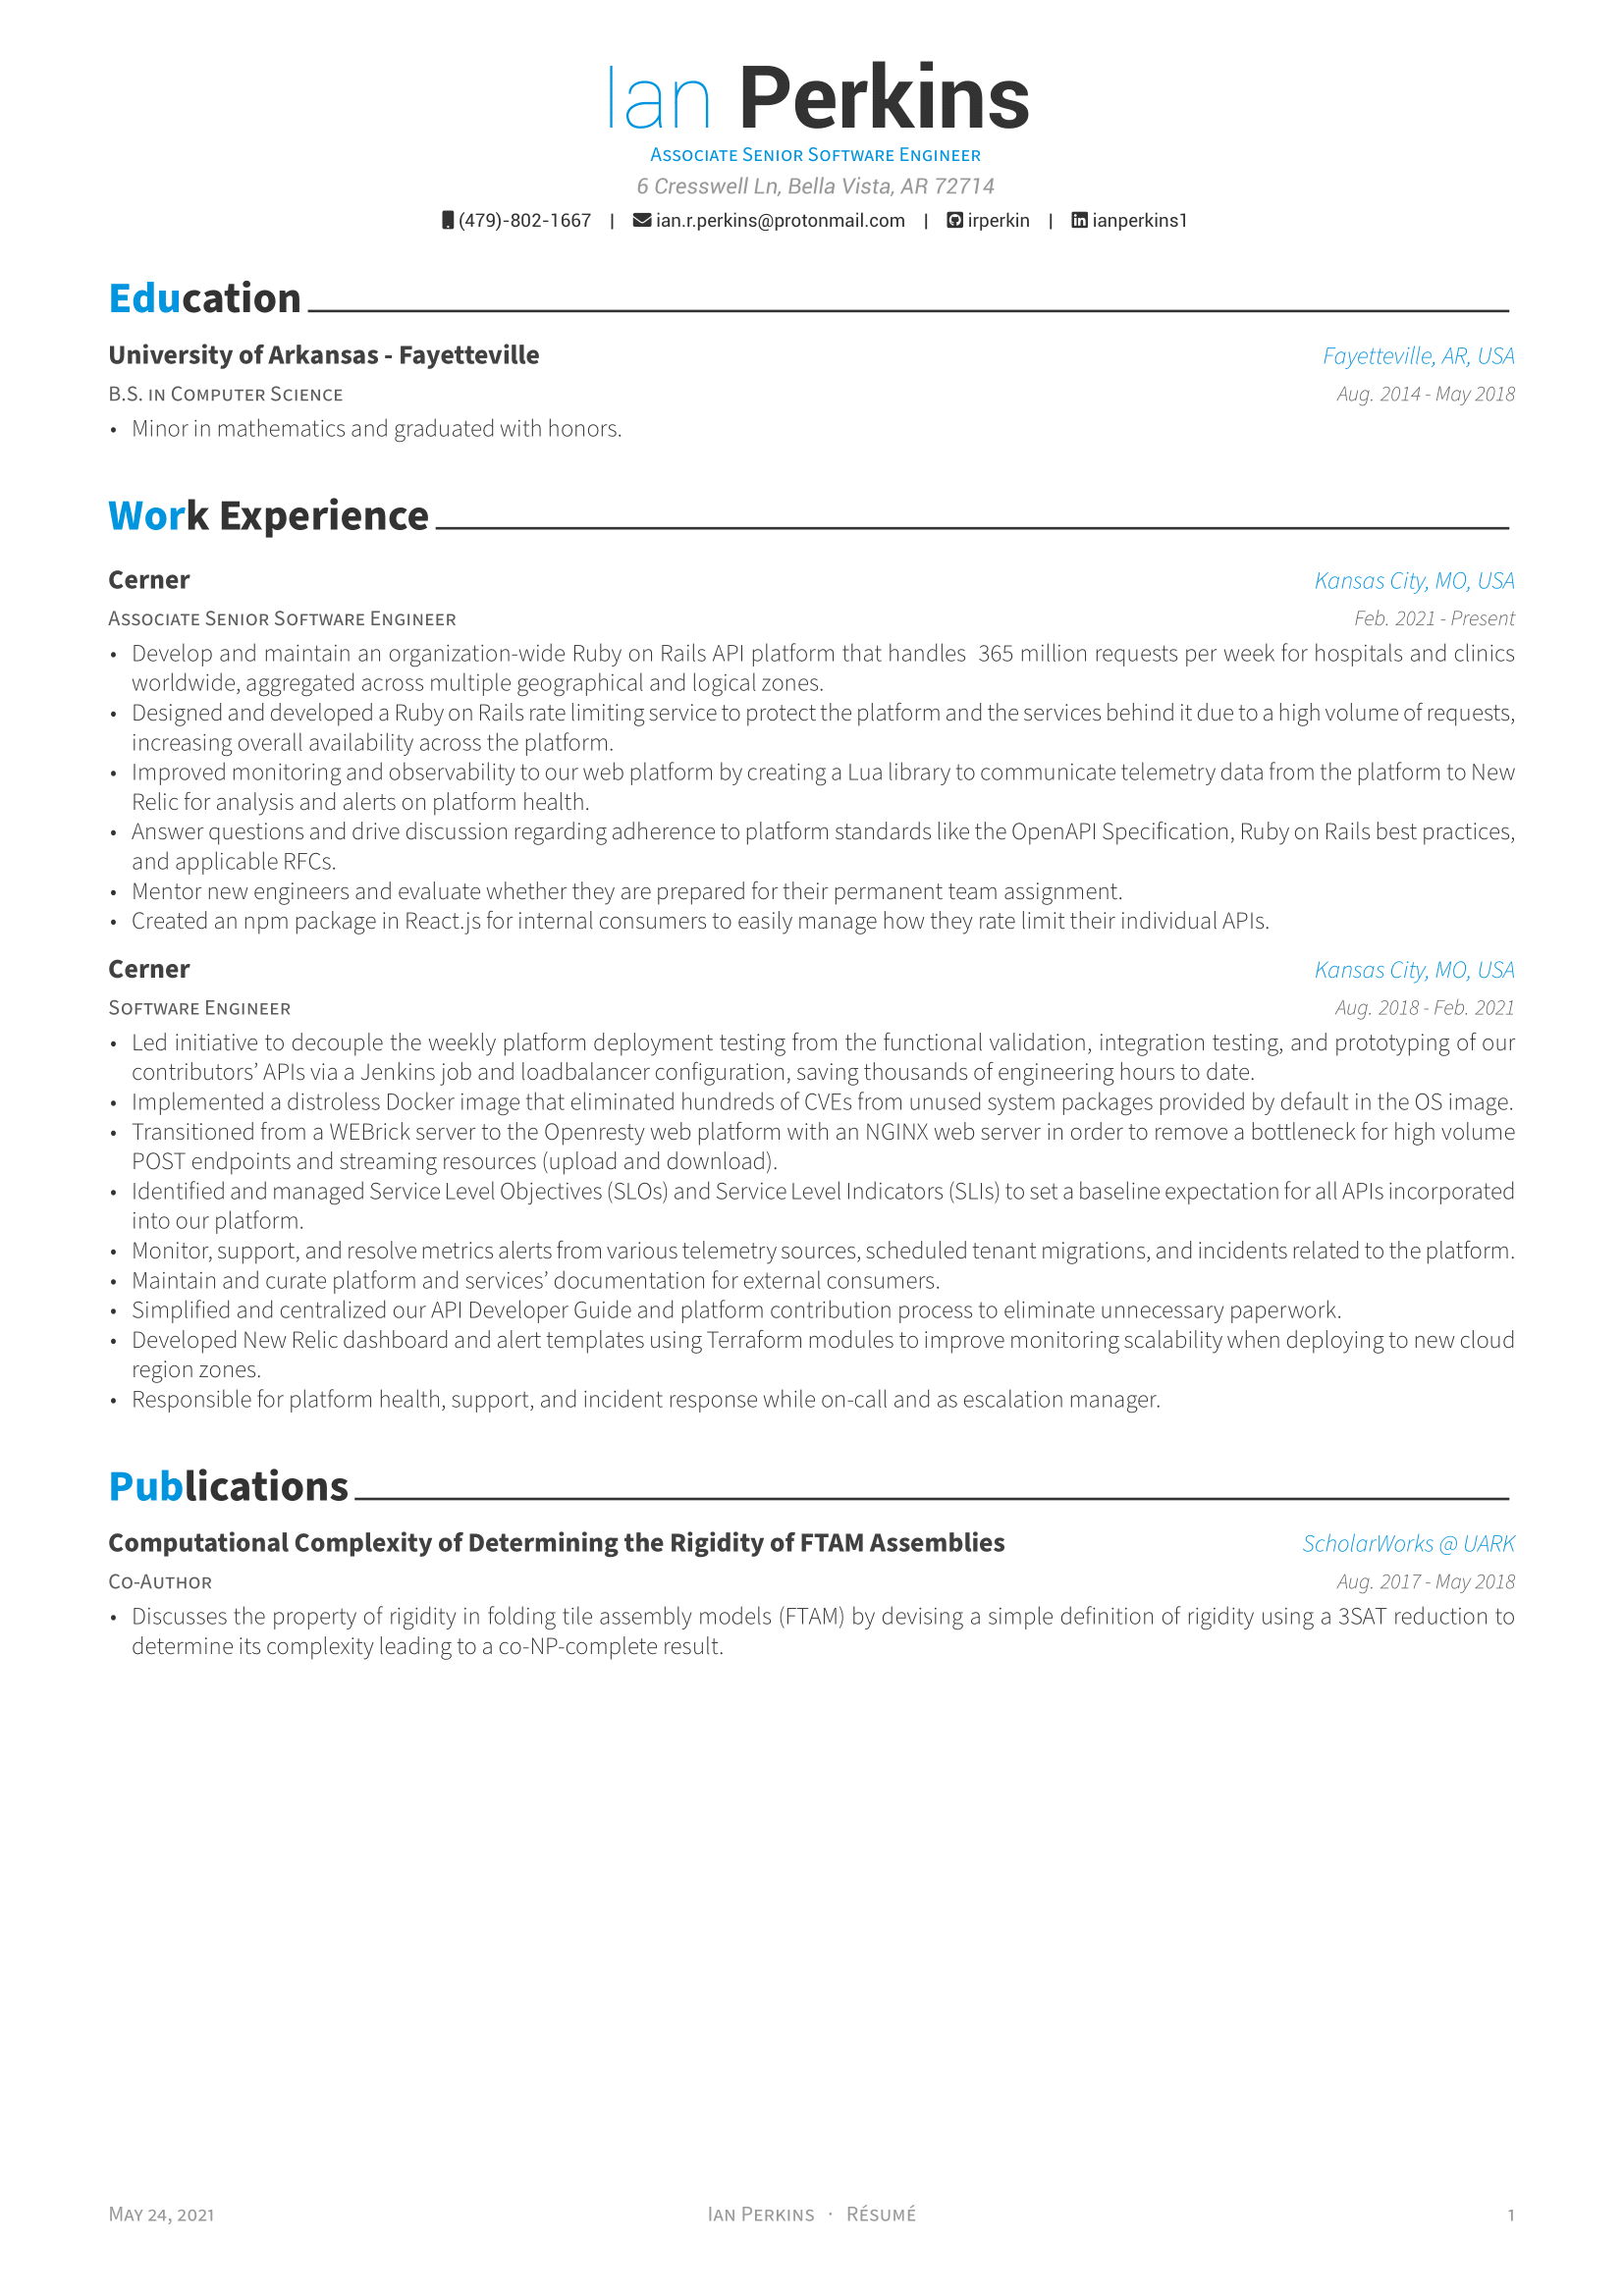 Ian Perkins
Associate Senior Software Engineer
6 Cresswell Ln, Bella Vista, AR 72714
(479)-802-1667 | ian.r.perkins@protonmail.com | irperkin | ianperkins1
Education
University of Arkansas - Fayetteville Fayetteville, AR, USA
B.S. in Computer Science Aug. 2014 - May 2018
• Minor in mathematics and graduated with honors.
Work Experience
Cerner Kansas City, MO, USA
Associate Senior Software Engineer Feb. 2021 - Present
• Develop and maintain an organization-wide Ruby on Rails API platform that handles 365 million requests per week for hospitals and clinics
worldwide, aggregated across multiple geographical and logical zones.
• Designed and developed a Ruby on Rails rate limiting service to protect the platform and the services behind it due to a high volume of requests,
increasing overall availability across the platform.
• Improved monitoring and observability to our web platform by creating a Lua library to communicate telemetry data from the platform to New
Relic for analysis and alerts on platform health.
• Answer questions and drive discussion regarding adherence to platform standards like the OpenAPI Specification, Ruby on Rails best practices,
and applicable RFCs.
• Mentor new engineers and evaluate whether they are prepared for their permanent team assignment.
• Created an npm package in React.js for internal consumers to easily manage how they rate limit their individual APIs.
Cerner Kansas City, MO, USA
Software Engineer Aug. 2018 - Feb. 2021
• Led initiative to decouple the weekly platform deployment testing from the functional validation, integration testing, and prototyping of our
contributors’ APIs via a Jenkins job and loadbalancer configuration, saving thousands of engineering hours to date.
• Implemented a distroless Docker image that eliminated hundreds of CVEs from unused system packages provided by default in the OS image.
• Transitioned from a WEBrick server to the Openresty web platform with an NGINX web server in order to remove a bottleneck for high volume
POST endpoints and streaming resources (upload and download).
• Identified and managed Service Level Objectives (SLOs) and Service Level Indicators (SLIs) to set a baseline expectation for all APIs incorporated
into our platform.
• Monitor, support, and resolve metrics alerts from various telemetry sources, scheduled tenant migrations, and incidents related to the platform.
• Maintain and curate platform and services’ documentation for external consumers.
• Simplified and centralized our API Developer Guide and platform contribution process to eliminate unnecessary paperwork.
• Developed New Relic dashboard and alert templates using Terraform modules to improve monitoring scalability when deploying to new cloud
region zones.
• Responsible for platform health, support, and incident response while on-call and as escalation manager.
Publications
Computational Complexity of Determining the Rigidity of FTAM Assemblies ScholarWorks @ UARK
Co-Author Aug. 2017 - May 2018
• Discusses the property of rigidity in folding tile assembly models (FTAM) by devising a simple definition of rigidity using a 3SAT reduction to
determine its complexity leading to a co-NP-complete result.
May 24, 2021 Ian Perkins · Résumé 1